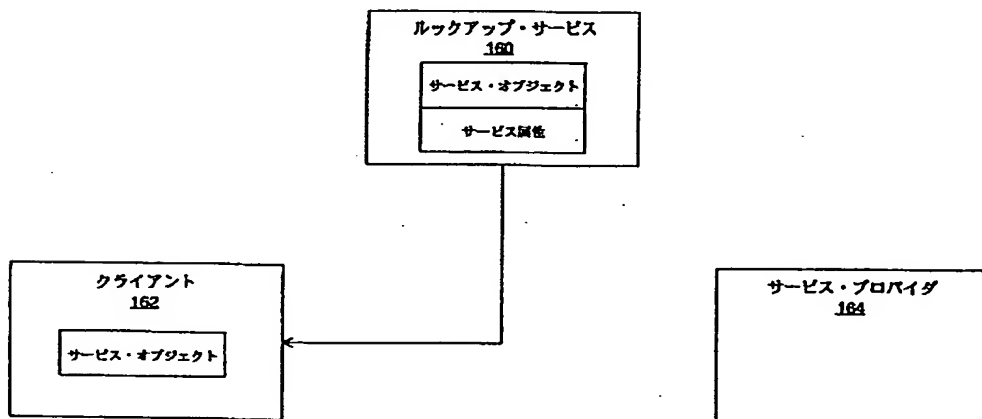 ルックアップ・サービス
160
サービス・オブジェクト
サービス属性
クライアント
162
サービス・オブジェクト
サービス・プロバイダ
164